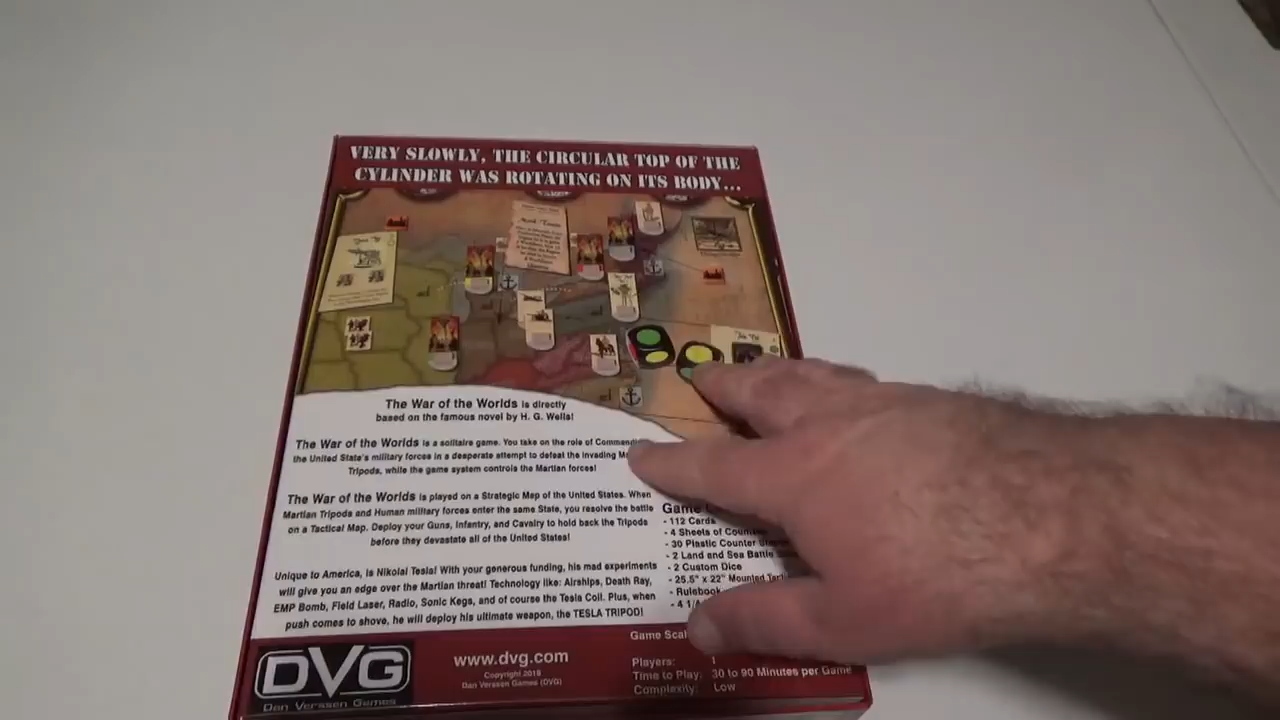 VERY SLOWLY, THE CIRCULAR TOP OF THE
CYLINDER WAS ROTATING ON ITS BODY...
The War of the Worlds is directly
based on the famous novel by H. G. Wells!
The War of the Worlds is a solitaire game. You take on the role of
the United State's military forces in a desperate attempt to defeat the invading
Tripods, while the game system controls the Martian forces!
The War of the Worlds is played on a Strategic Map of the United States. When
Martian Tripods and Human military forces enter the same State, you resolve the battle
on a Tactical Map. Deploy your Guns, Infantry, and Cavalry to hold back the Tripods
before they devastate all of the United States!
Unique to America, is Nikolai Tesla! With your generous funding, his mad experiments
will give you an edge over the Martian threat! Technology like: Airships, Death Ray,
EMP Bomb, Field Laser, Radio, Sonic Kegs, and of course the Tesla Coil. Plus, when
push comes to shove, he will deploy his ultimate weapon, the TESLA TRIPOD!
Game
- 112 Cards
- 4 Sheets of
- 30 Plastic Counter
- 2 Land and Sea Battle
- 2 Custom Dice
- 25.5" x 22" Mounted
- Rulebook
DVG
Dan Verssen Games
www.dvg.com
Copyright 2018
Dan Verssen Games (DVG)
Game
Players: 1
Time to Play: 30 to 90 Minutes per Game
Complexity: Low